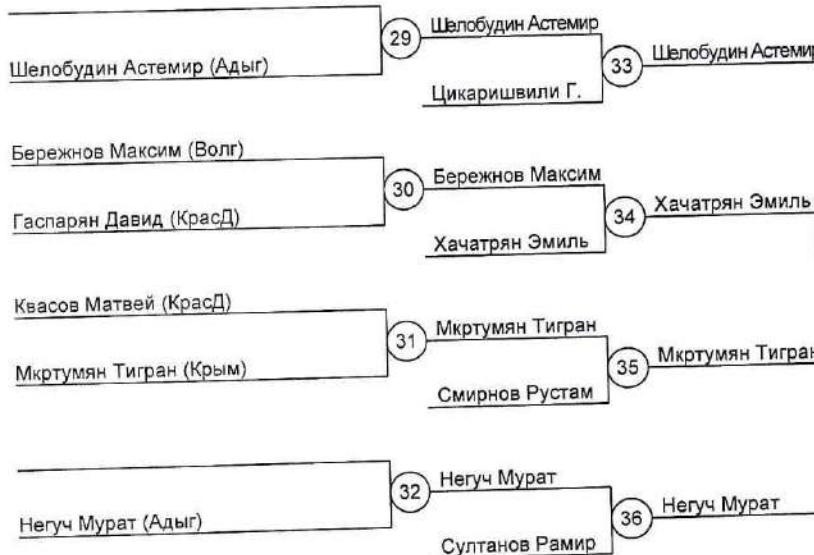 29
Шелобудин Астемир
Шелобудин Астемир (Адыг)
33
Шелобудин Астемир
Цикаришвили Г.
Бережнов Максим (Волг)
30
Бережнов Максим
Гаспарян Давид (КрасД)
34
Хачатрян Эмиль
Хачатрян Эмиль
Квасов Матвей (КрасД)
31
Мкртумян Тигран
Мкртумян Тигран (Крым)
35
Мкртумян Тигран
Смирнов Рустам
32
Негуч Мурат
Негуч Мурат (Адыг)
36
Негуч Мурат
Султанов Рамир